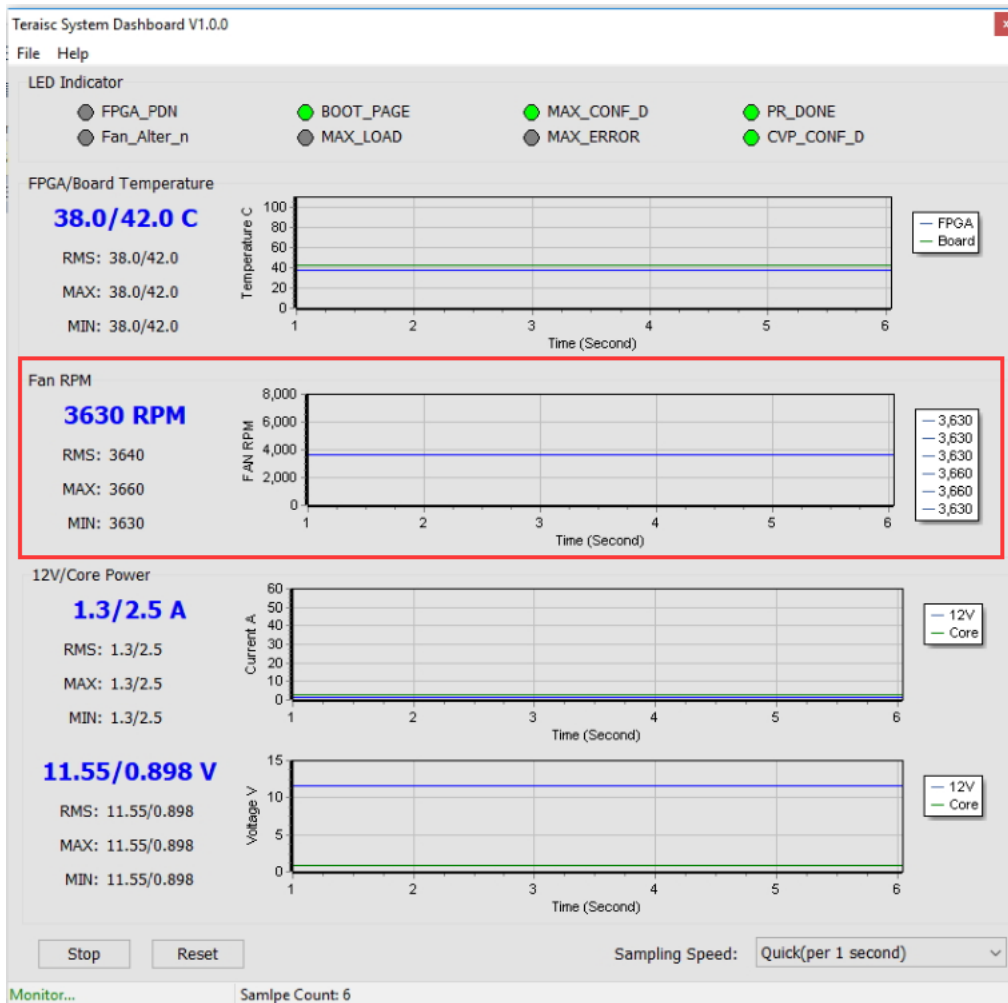 Teraisc System Dashboard V1.0.0
File Help
LED Indicator
FPGA_PDN BOOT_PAGE MAX_CONF_D PR_DONE
Fan_Alter_n MAX_LOAD MAX_ERROR CVP_CONF_D
FPGA/Board Temperature
38.0/42.0 C
RMS: 38.0/42.0
MAX: 38.0/42.0
MIN: 38.0/42.0
Temperature C
100
80
60
40
20
0
1 2 3 4 5 6
Time (Second)
FPGA
Board
Fan RPM
3630 RPM
RMS: 3640
MAX: 3660
MIN: 3630
FAN RPM
8,000
6,000
4,000
2,000
0
1 2 3 4 5 6
Time (Second)
3,630
3,630
3,630
3,660
3,660
3,630
12V/Core Power
1.3/2.5 A
RMS: 1.3/2.5
MAX: 1.3/2.5
MIN: 1.3/2.5
Current A
60
50
40
30
20
10
0
1 2 3 4 5 6
Time (Second)
12V
Core
11.55/0.898 V
RMS: 11.55/0.898
MAX: 11.55/0.898
MIN: 11.55/0.898
Voltage V
15
10
5
0
1 2 3 4 5 6
Time (Second)
12V
Core
Stop Reset Sampling Speed: Quick(per 1 second)
Monitor... Samlpe Count: 6